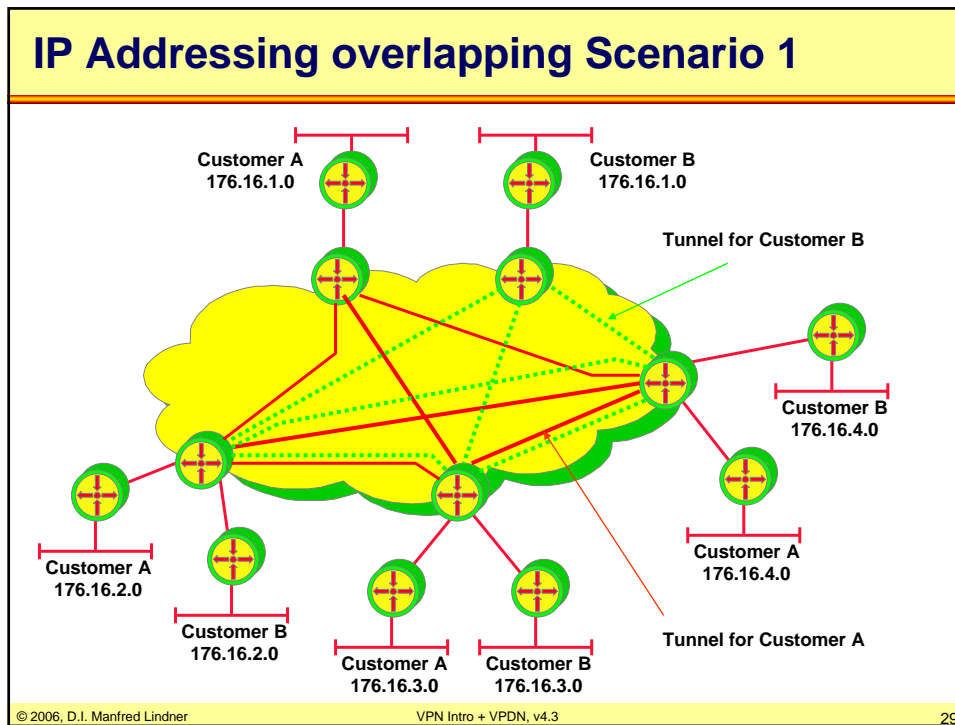 IP Addressing overlapping Scenario 1
Customer A
176.16.1.0
Customer B
176.16.1.0
Tunnel for Customer B
Customer B
176.16.4.0
Customer A
176.16.4.0
Customer A
176.16.2.0
Customer B
176.16.2.0
Customer A
176.16.3.0
Customer B
176.16.3.0
Tunnel for Customer A
© 2006, D.I. Manfred Lindner
VPN Intro + VPDN, v4.3
29